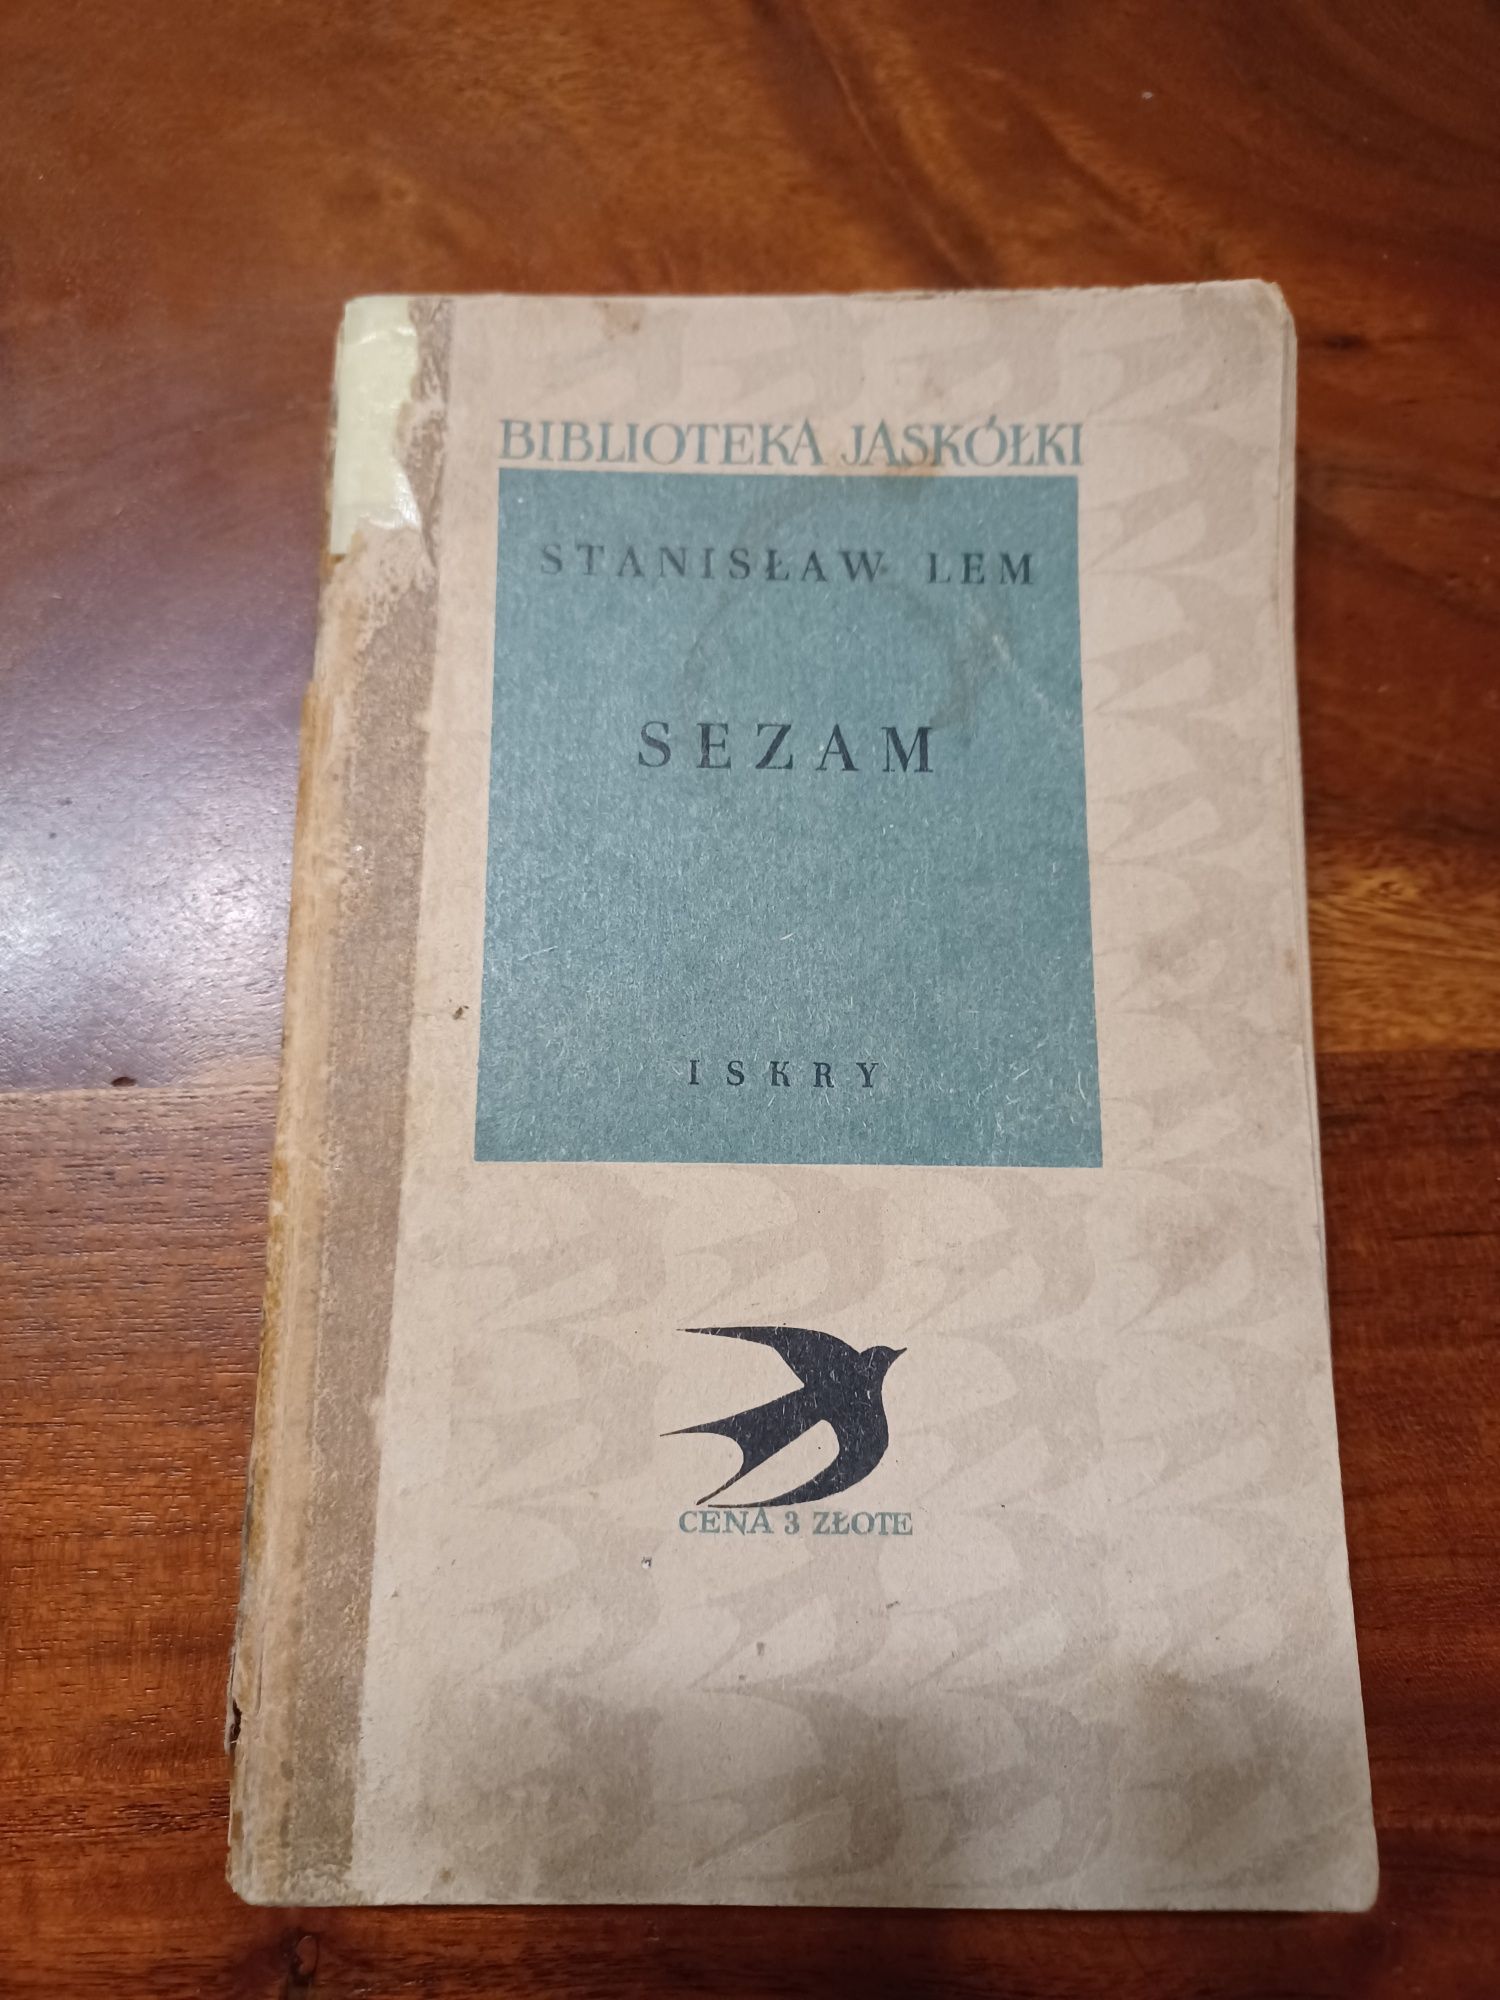 BIBLIOTEKA JASKÓŁKI
STANISŁAW LEM
SEZAM
ISKRY
CENA 3 ZŁOTE